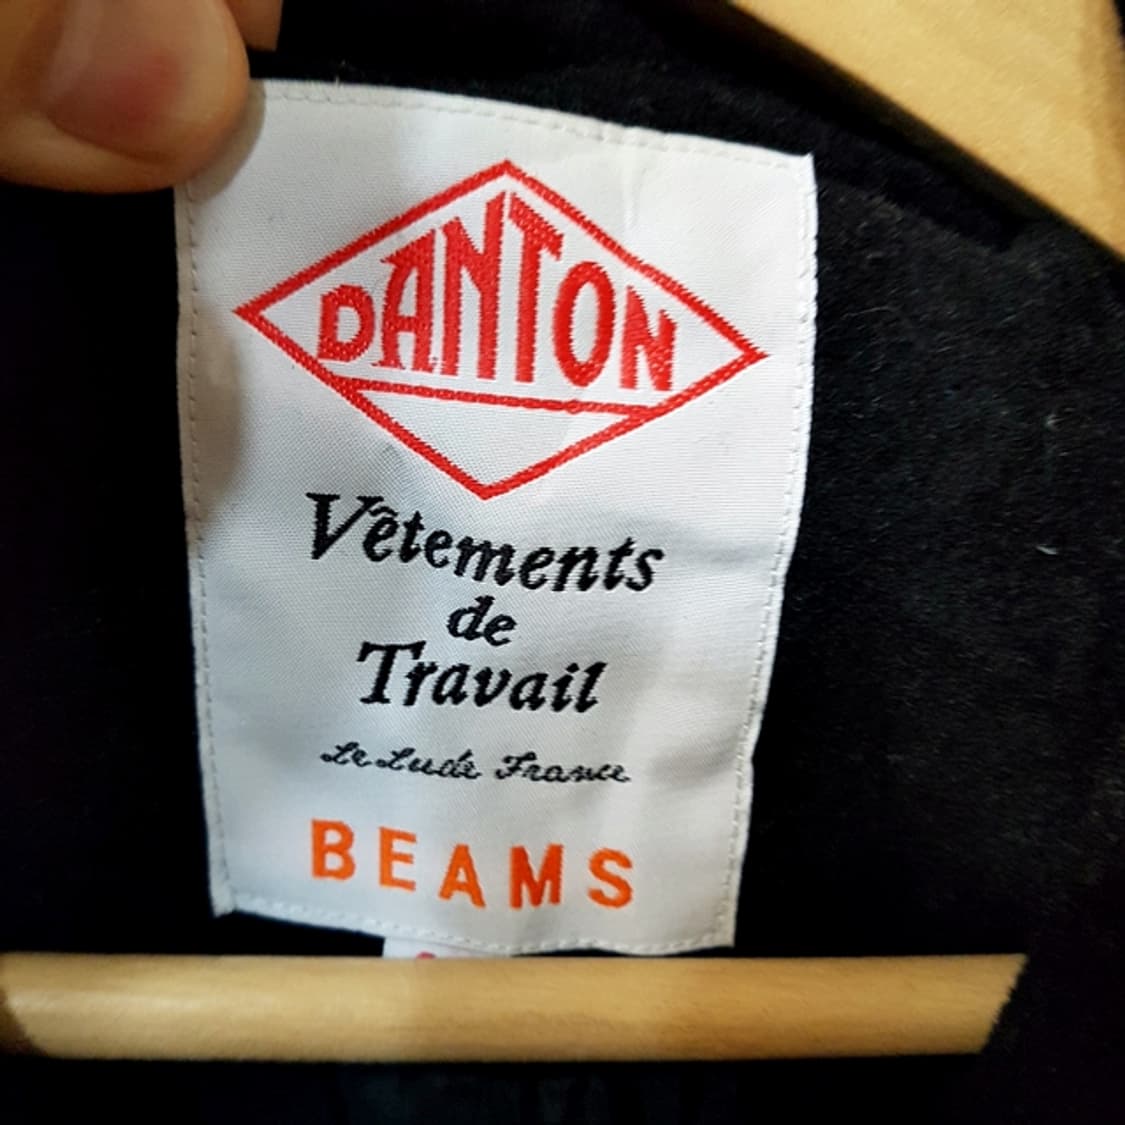 DANTON
Vêtements
de
Travail
Le Lude France
BEAMS